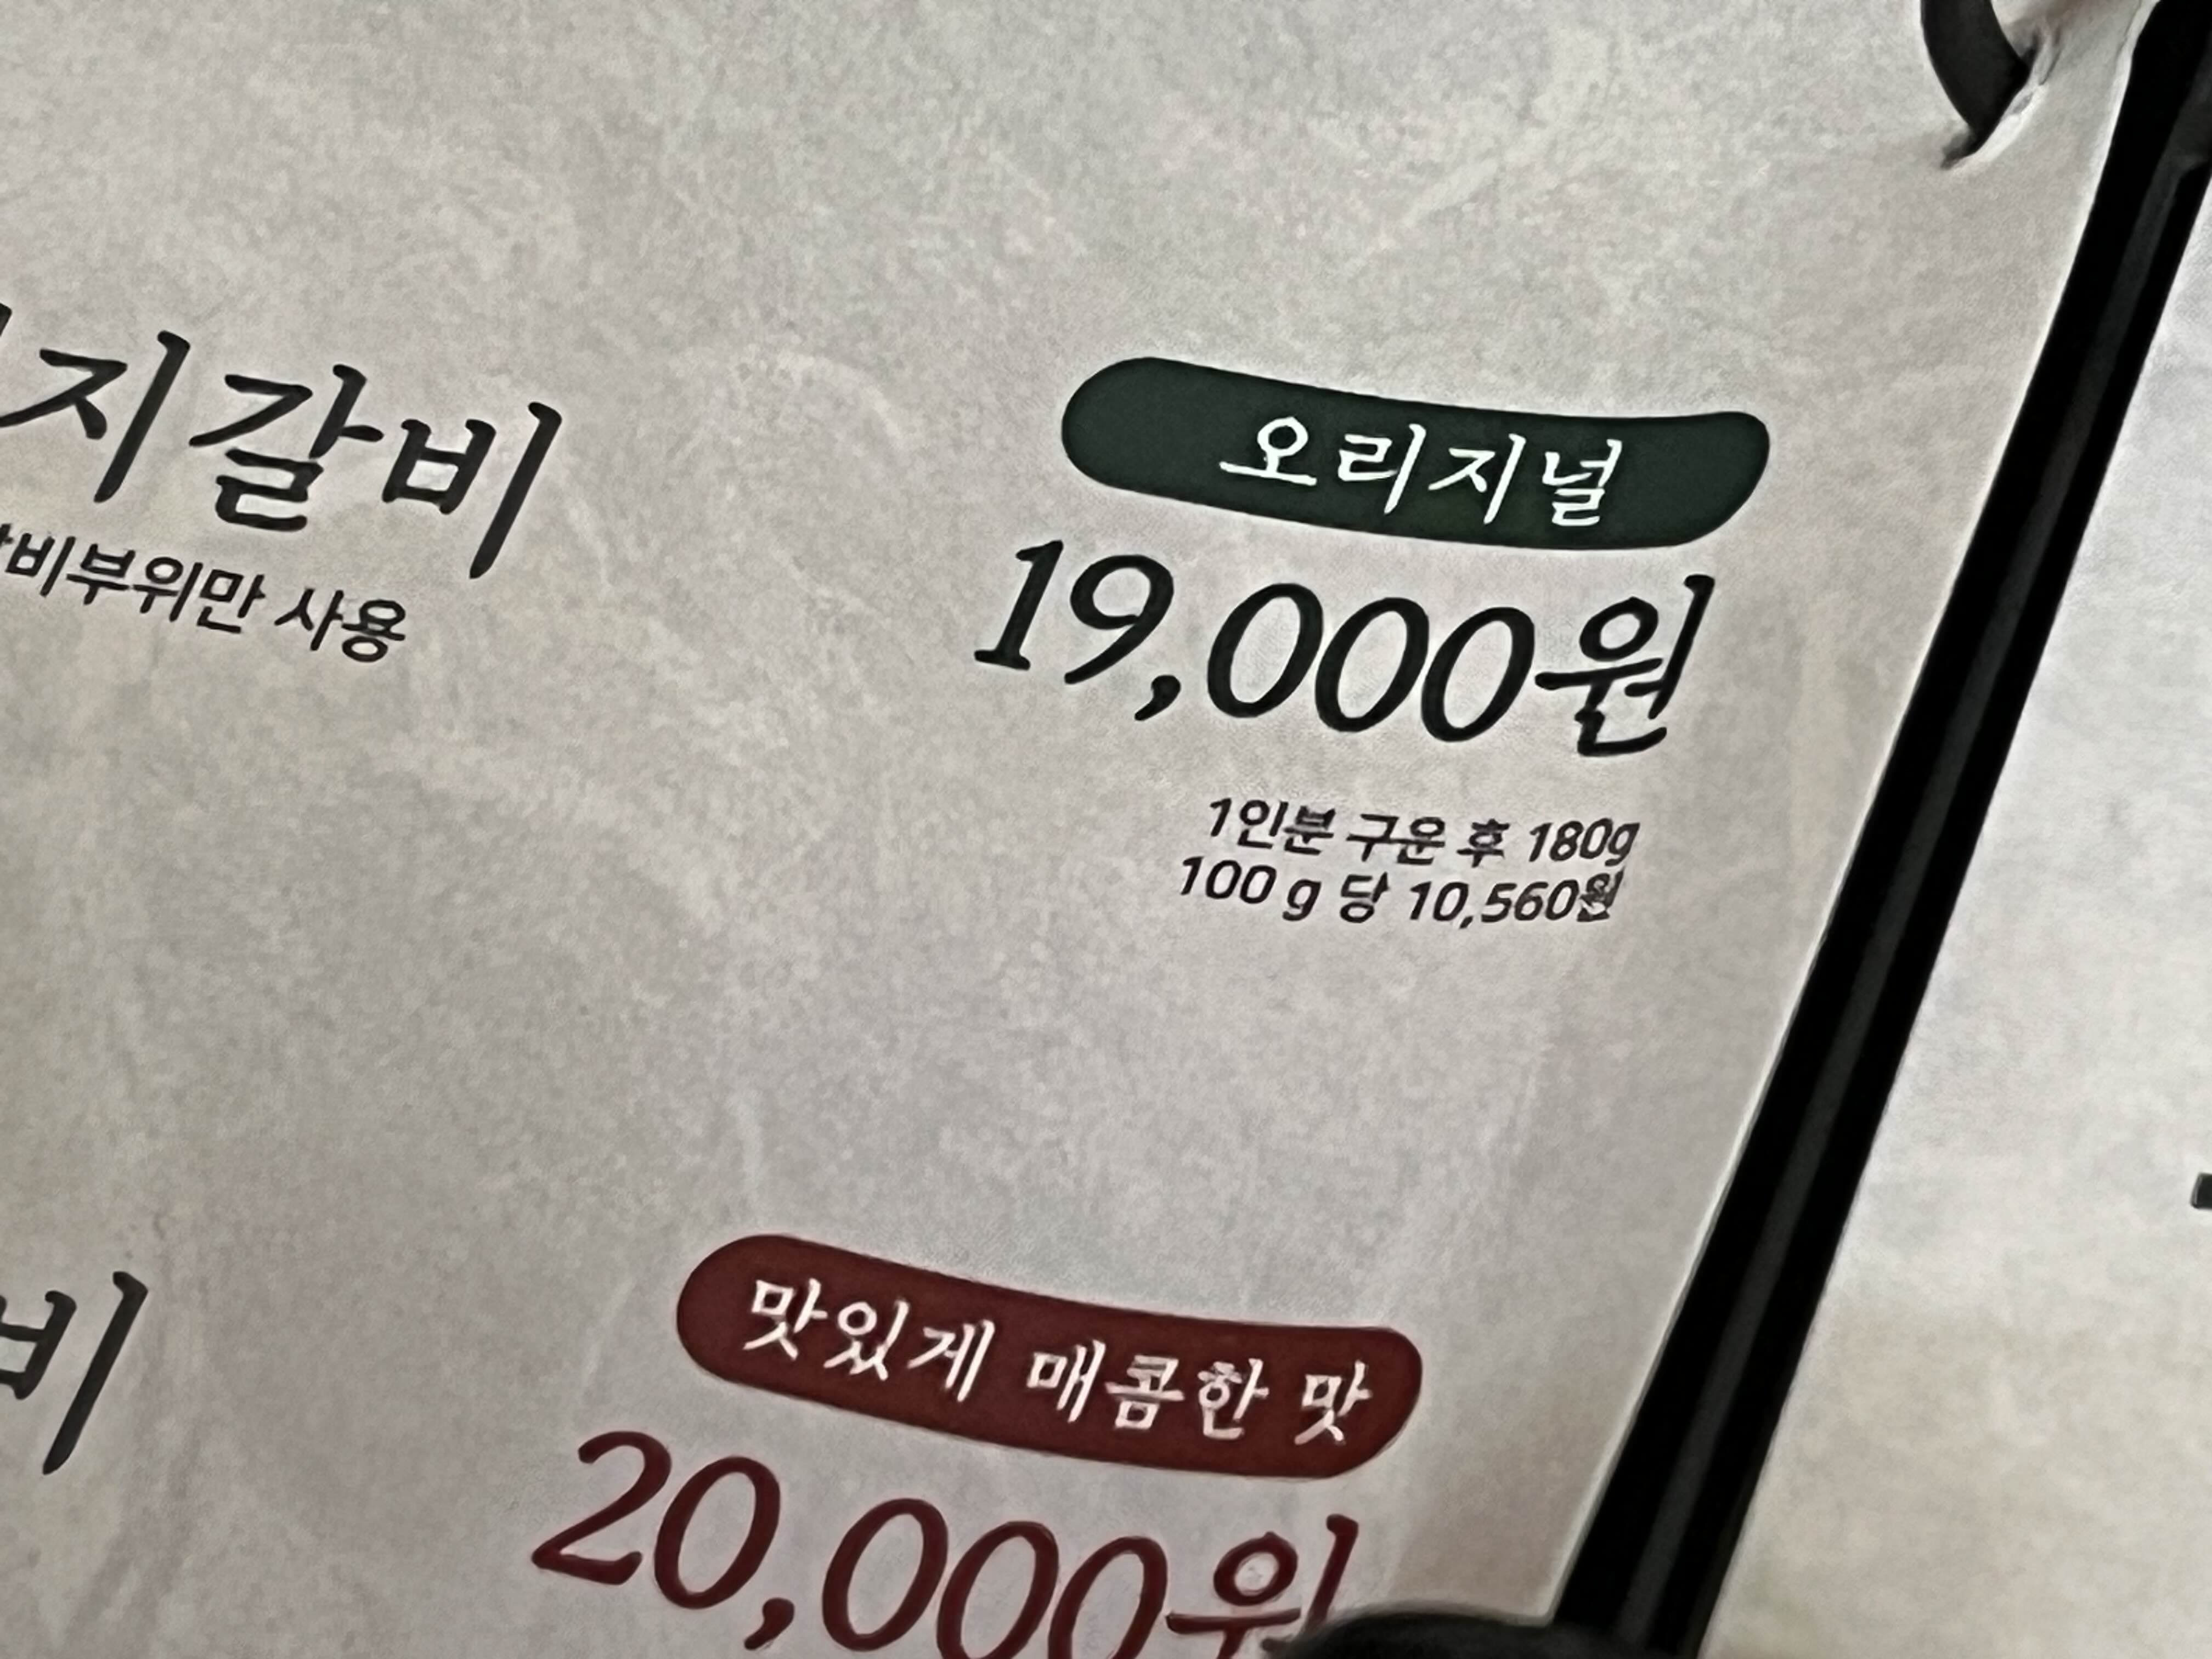 지갈비
비부위만 사용
오리지널
19,000원
1인분 구운 후 180g
100 g 당 10,560원
비
맛있게 매콤한 맛
20,000원